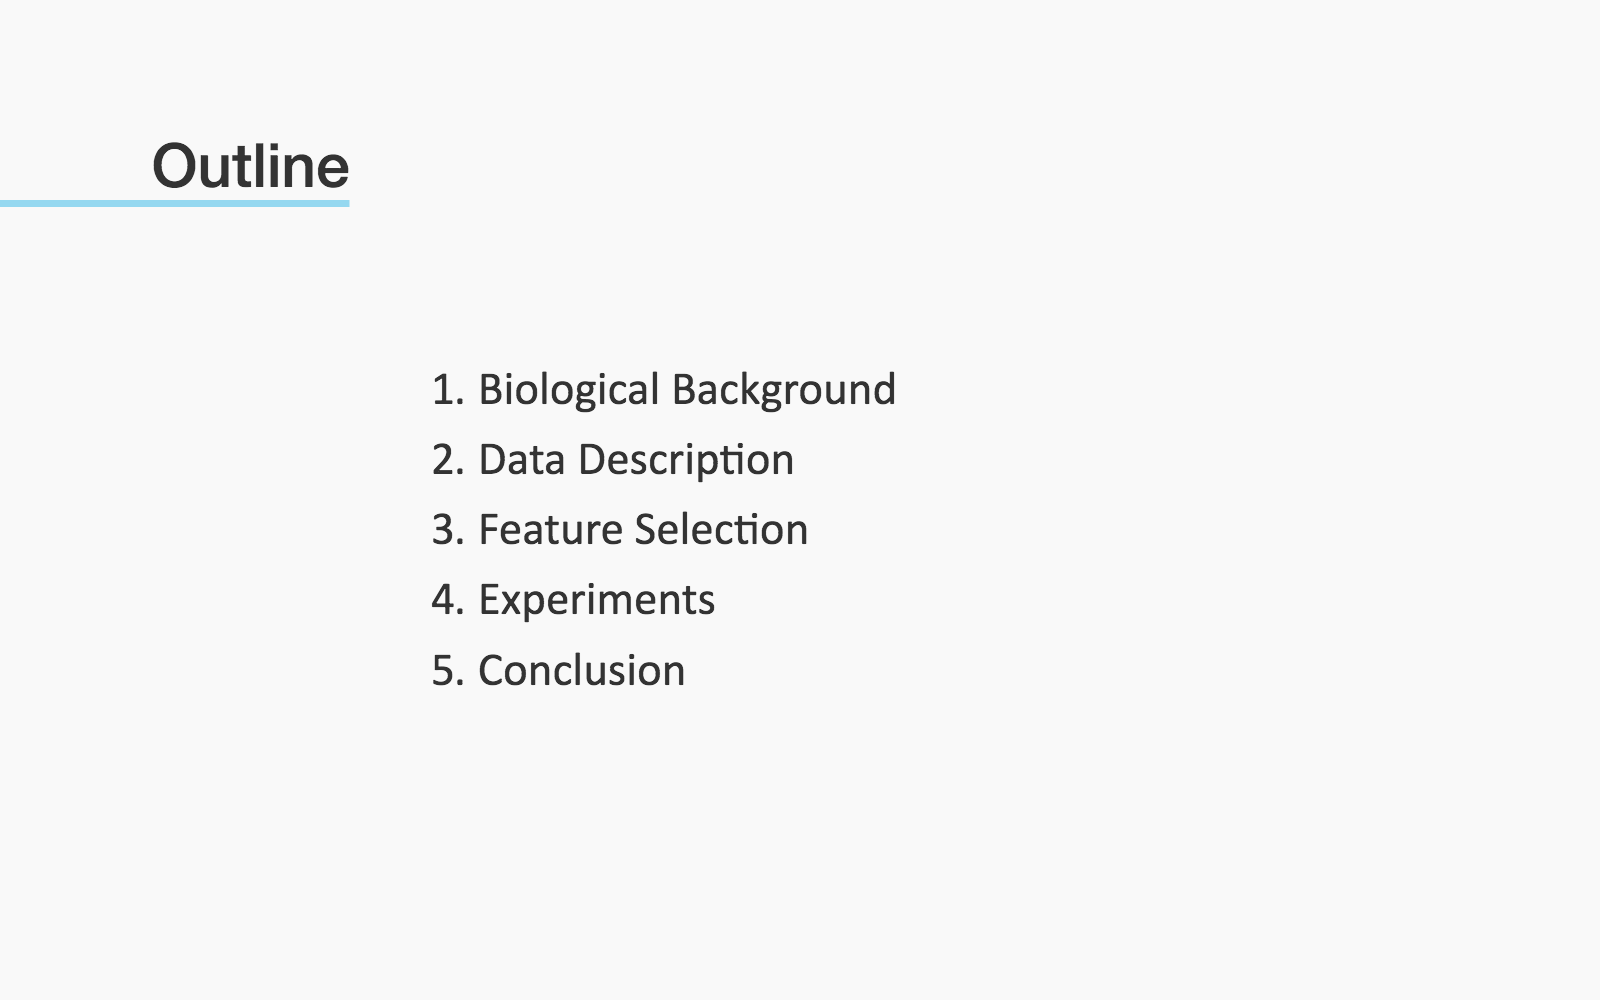 Outline
1. Biological Background
2. Data Description
3. Feature Selection
4. Experiments
5. Conclusion